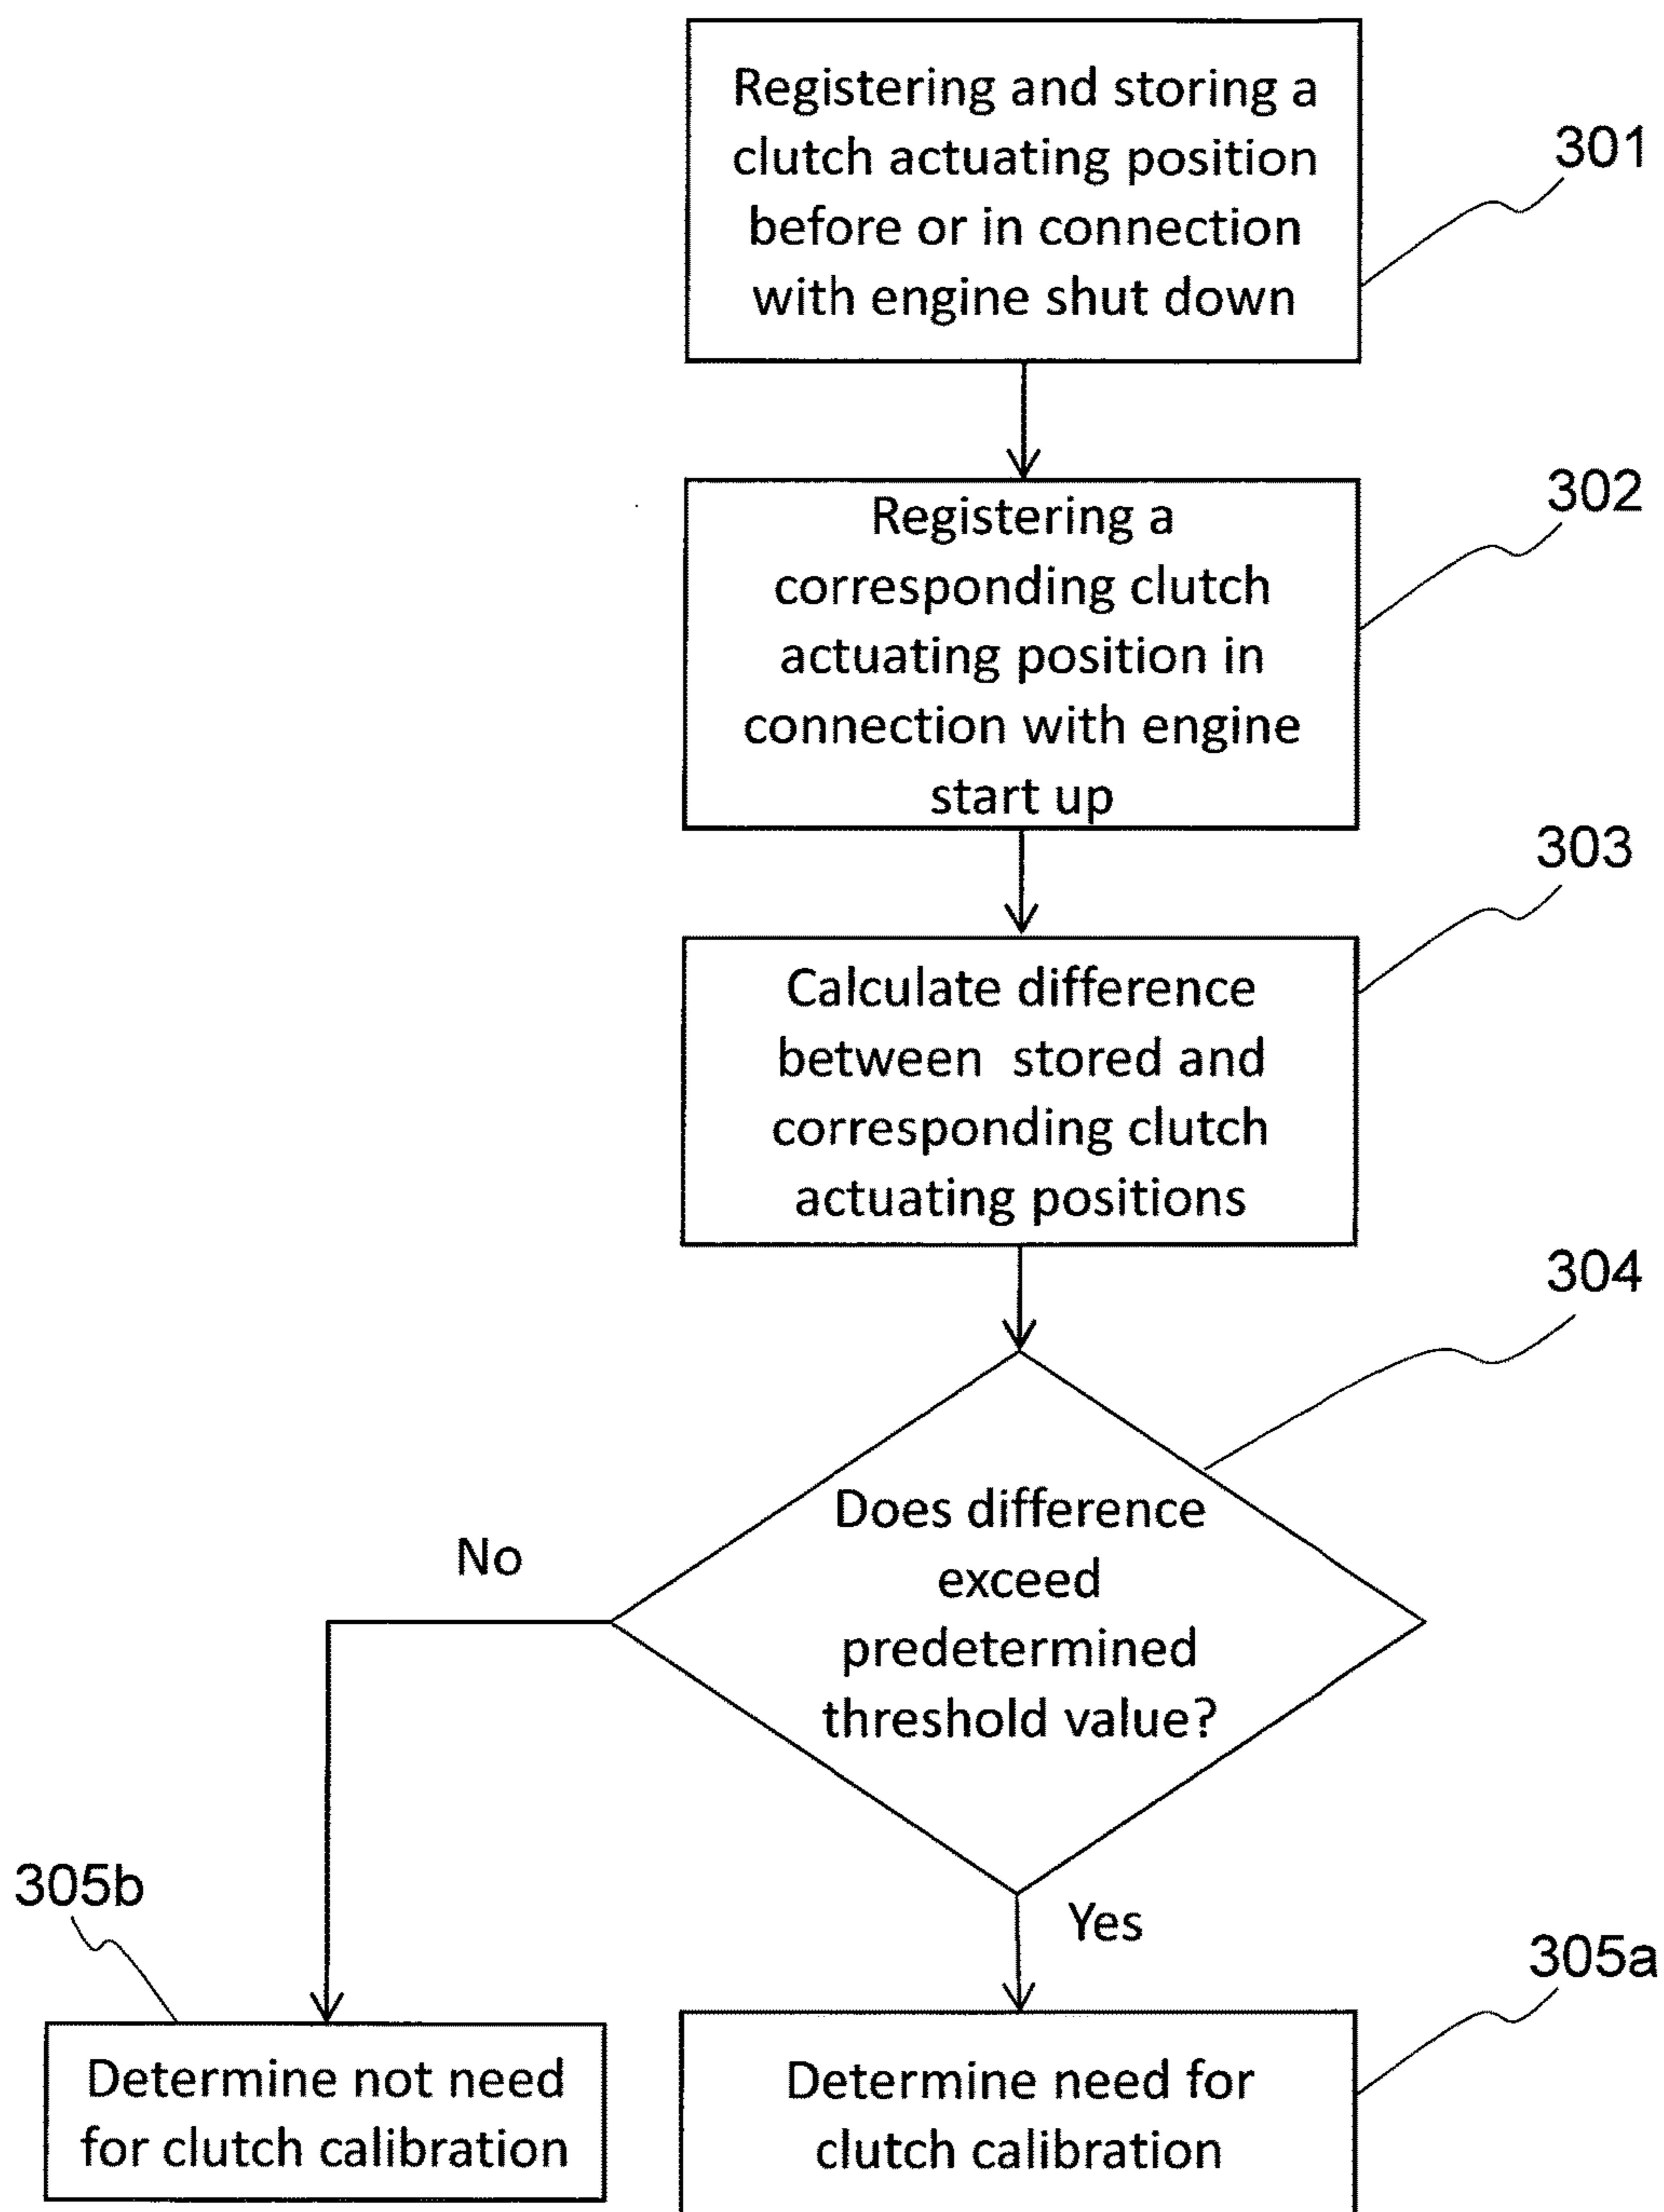 Registering and storing a
clutch actuating position
before or in connection
with engine shut down
301
Registering a
corresponding clutch
actuating position in
connection with engine
start up
302
Calculate difference
between stored and
corresponding clutch
actuating positions
303
Does difference
exceed
predetermined
threshold value?
304
No
Yes
305b
Determine not need
for clutch calibration
305a
Determine need for
clutch calibration